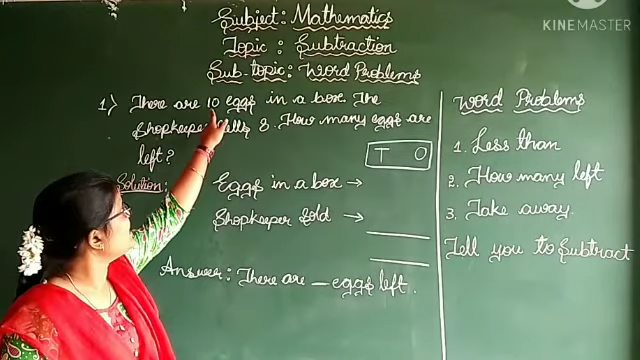 Subject: Mathematics
Topic: Subtraction
Sub-topic: Word Problems
1) There are 10 eggs in a box. The
Shopkeeper sells 8. How many eggs are
left?
T O
Solution:
Eggs in a box →
Shopkeeper sold →
Answer: There are — eggs left.
Word Problems
1. Less than
2. How many left
3. Take away.
Tell you to Subtract
Made with
KINEMASTER